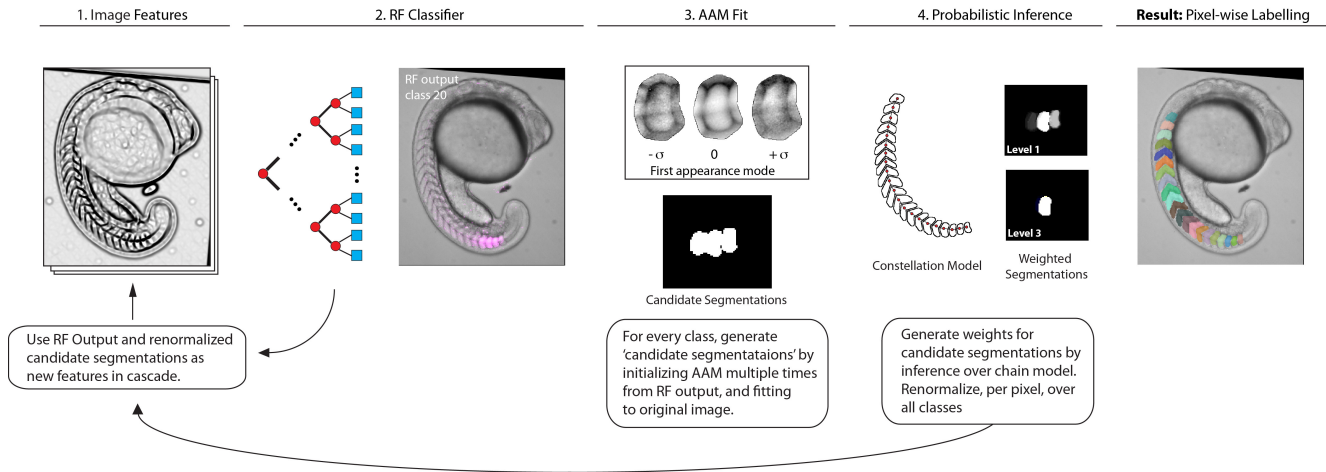 1. Image Features
2. RF Classifier
3. AAM Fit
4. Probabilistic Inference
Result: Pixel-wise Labelling
RF output
class 20
- σ
0
+ σ
First appearance mode
Candidate Segmentations
Constellation Model
Level 1
Level 3
Weighted
Segmentations
Use RF Output and renormalized
candidate segmentations as
new features in cascade.
For every class, generate
'candidate segmentataions' by
initializing AAM multiple times
from RF output, and fitting
to original image.
Generate weights for
candidate segmentations by
inference over chain model.
Renormalize, per pixel, over
all classes